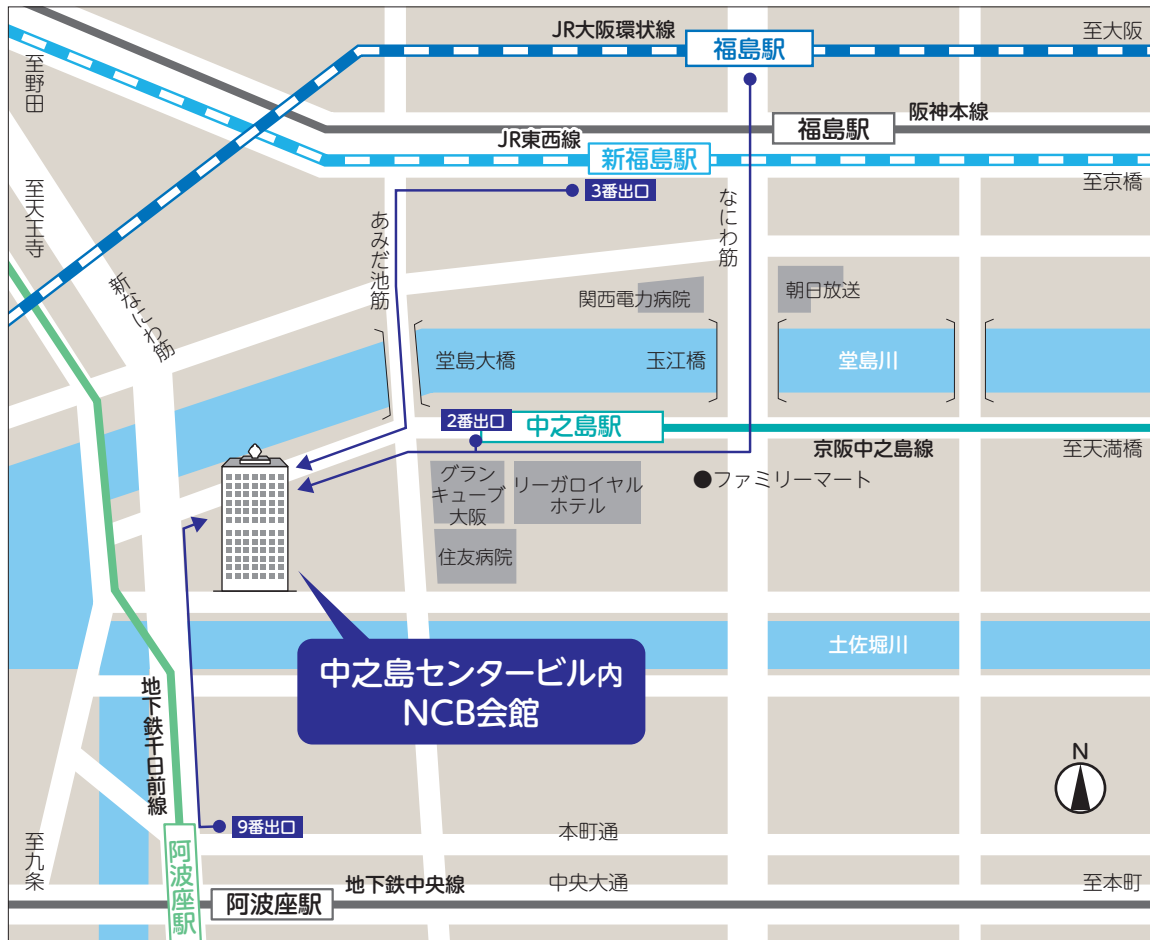 JR大阪環状線
福島駅
至大阪
至野田
阪神本線
福島駅
JR東西線
新福島駅
至京橋
3番出口
至天王寺
あみだ池筋
なにわ筋
新なにわ筋
関西電力病院
朝日放送
堂島大橋
玉江橋
堂島川
2番出口
中之島駅
京阪中之島線
至天満橋
グラン
キューブ
大阪
リーガロイヤル
ホテル
●ファミリーマート
住友病院
中之島センタービル内
NCB会館
土佐堀川
地下鉄千日前線
N
9番出口
本町通
至九条
阿波座駅
地下鉄中央線
中央大通
至本町
阿波座駅